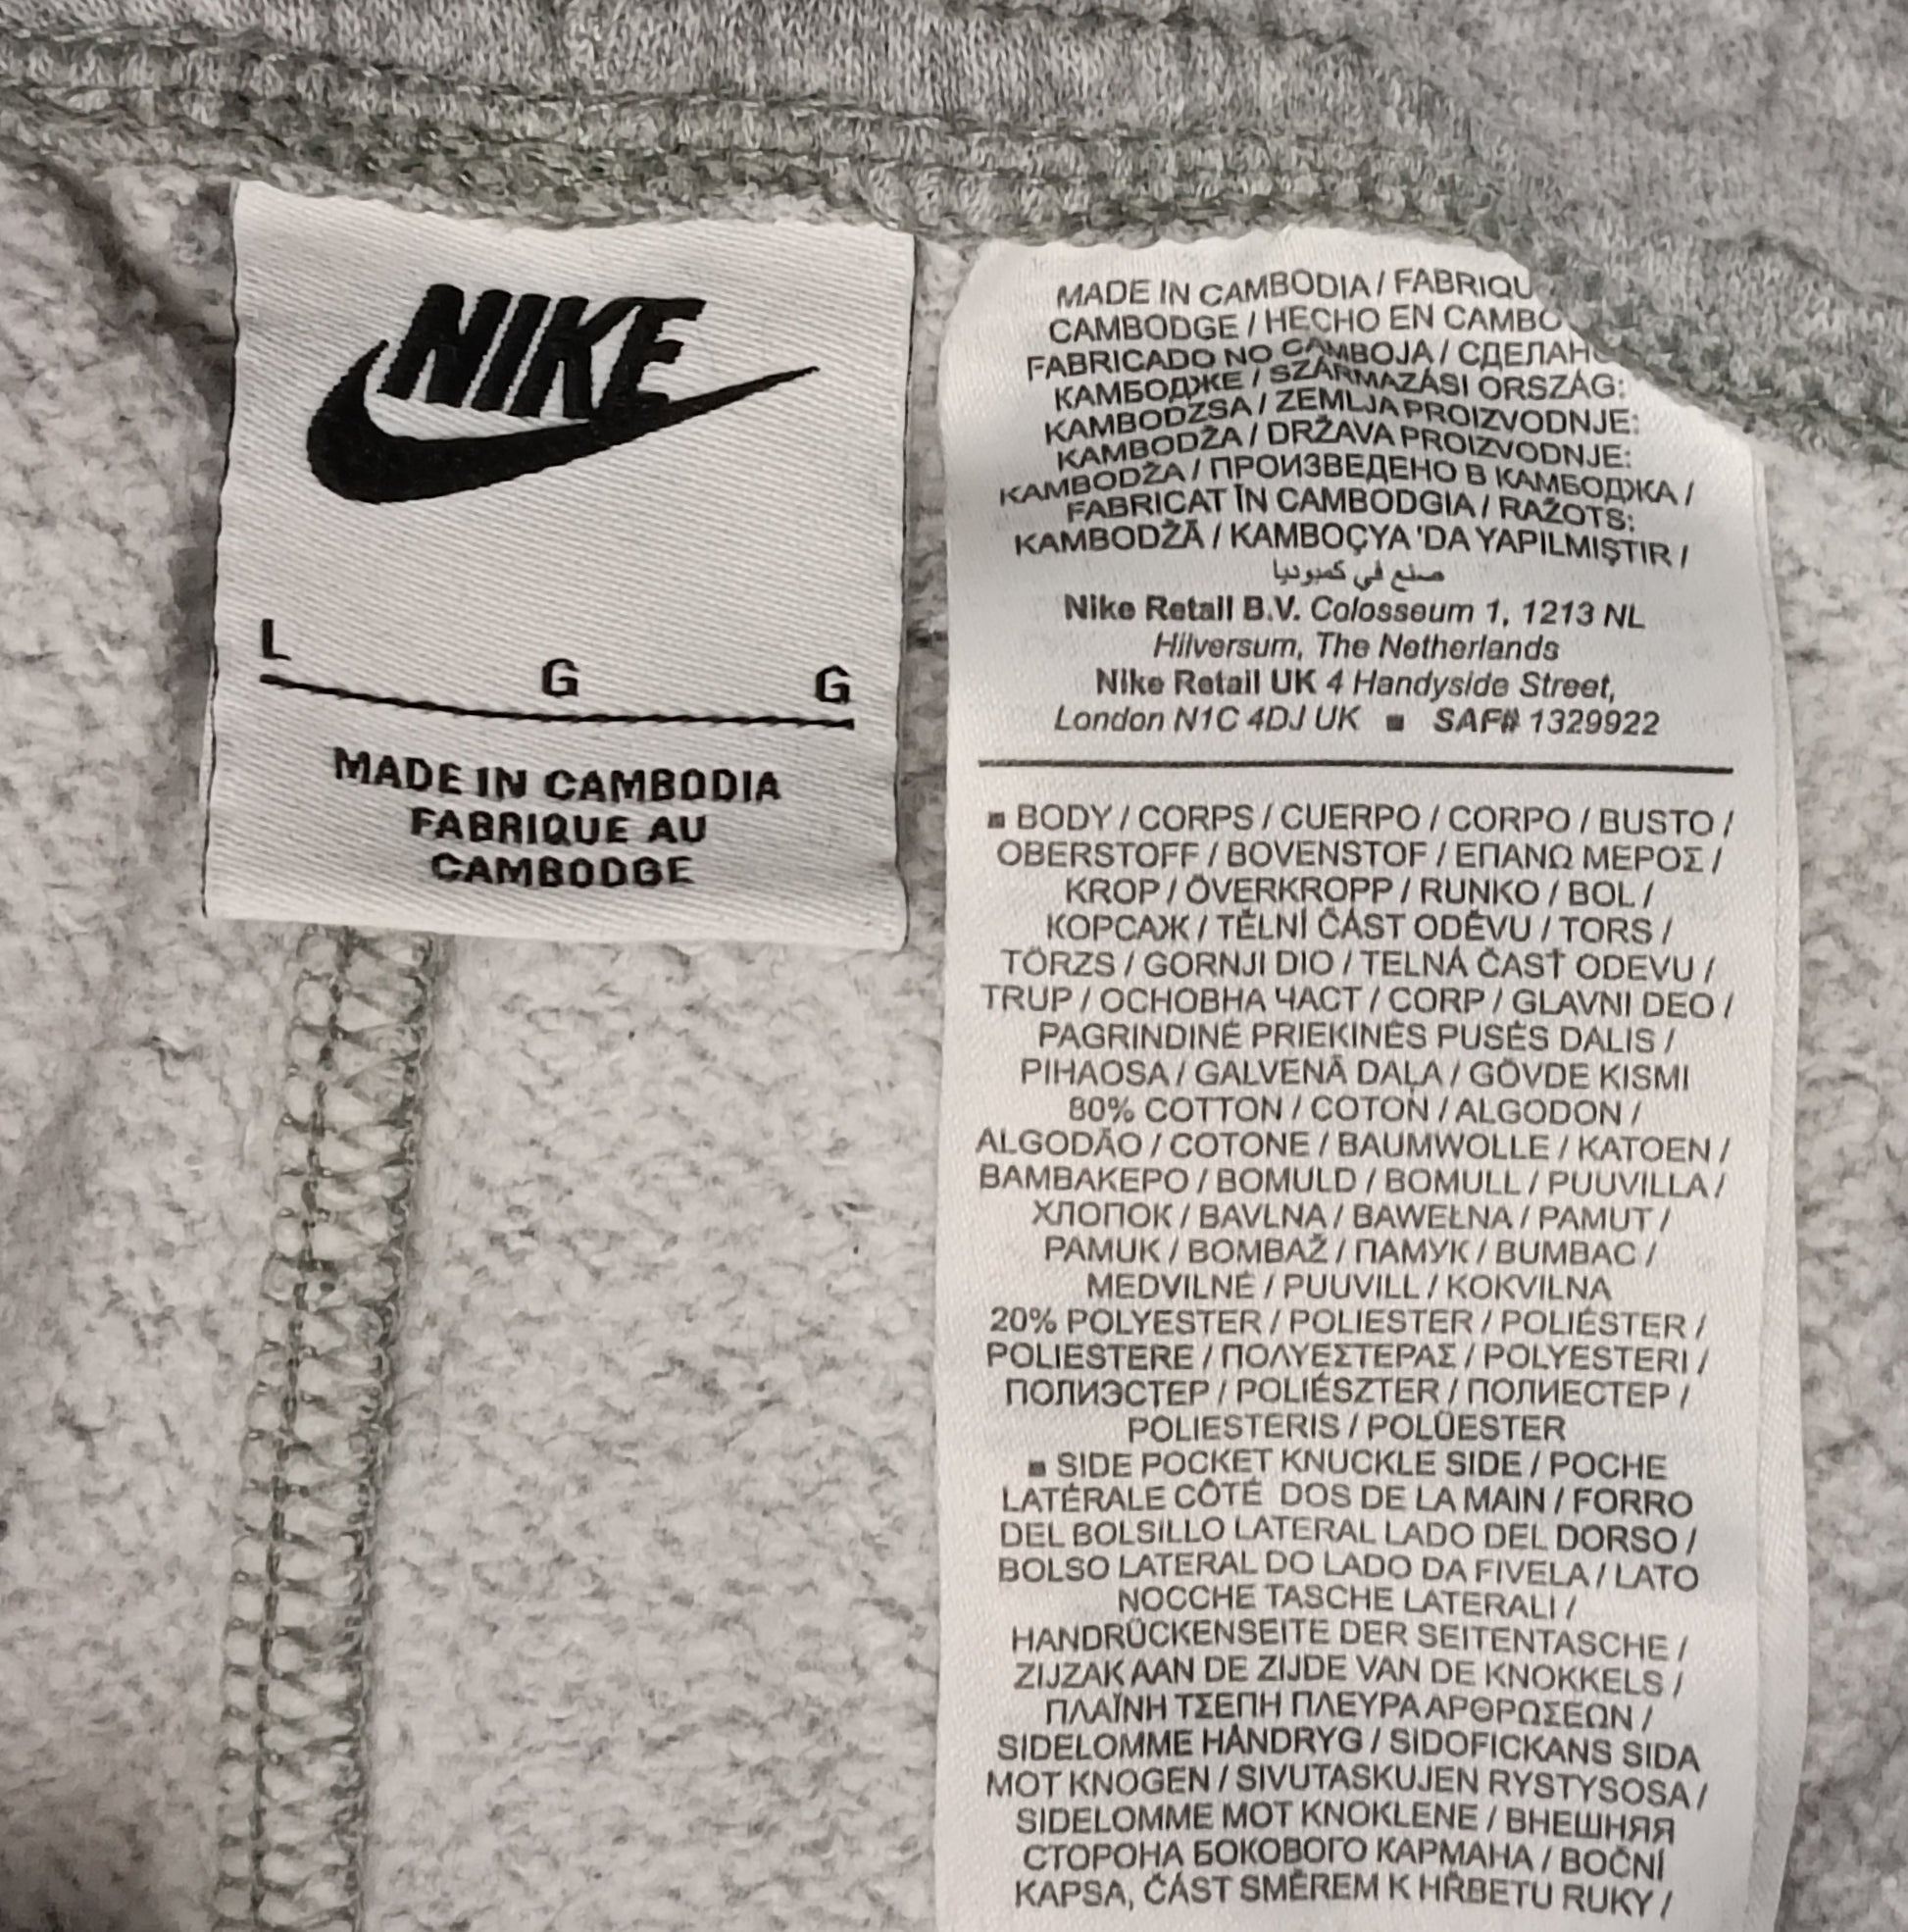 NIKE
L G G
MADE IN CAMBODIA
FABRIQUE AU
CAMBODGE
MADE IN CAMBODIA / FABRIQU
CAMBODGE / HECHO EN CAMBO
FABRICADO NO CAMBOJA / СДЕЛАН
КАМБОДЖЕ / SZÁRMAZÁSI ORSZÁG:
KAMBODZSA / ZEMLJA PROIZVODNJE:
KAMBODŽA / DRŽAVA PROIZVODNJE:
KAMBODŽA / ПРОИЗВЕДЕНО В КАМБОДЖА /
FABRICAT ÎN CAMBODGIA / RAŽOTS:
KAMBODŽĀ / KAMBOÇYA 'DA YAPILMIŞTIR /
صنع في كمبوديا
Nike Retail B.V. Colosseum 1, 1213 NL
Hilversum, The Netherlands
Nike Retail UK 4 Handyside Street,
London N1C 4DJ UK ■ SAF# 1329922
■ BODY / CORPS / CUERPO / CORPO / BUSTO /
OBERSTOFF / BOVENSTOF / ΕΠΑΝΩ ΜΕΡΟΣ /
KROP / ÖVERKROPP / RUNKO / BOL /
КОРСАЖ / TĚLNÍ ČÁST ODĚVU / TORS /
TÖRZS / GORNJI DIO / TELNÁ ČASŤ ODEVU /
TRUP / ОСНОВНА ЧАСТ / CORP / GLAVNI DEO /
PAGRINDINĖ PRIEKINĖS PUSĖS DALIS /
PIHAOSA / GALVENĀ DAĻA / GÖVDE KISMI
80% COTTON / COTON / ALGODON /
ALGODÃO / COTONE / BAUMWOLLE / KATOEN /
ΒΑΜΒΑΚΕΡΟ / BOMULD / BOMULL / PUUVILLA /
ХЛОПОК / BAVLNA / BAWEŁNA / PAMUT /
PAMUK / BOMBAŽ / ПАМУК / BUMBAC /
MEDVILNĖ / PUUVILL / KOKVILNA
20% POLYESTER / POLIESTER / POLIÉSTER /
POLIESTERE / ΠΟΛΥΕΣΤΕΡΑΣ / POLYESTERI /
ПОЛИЭСТЕР / POLIÉSZTER / ПОЛИЕСТЕР /
POLIESTERIS / POLÜESTER
■ SIDE POCKET KNUCKLE SIDE / POCHE
LATÉRALE CÔTÉ DOS DE LA MAIN / FORRO
DEL BOLSILLO LATERAL LADO DEL DORSO /
BOLSO LATERAL DO LADO DA FIVELA / LATO
NOCCHE TASCHE LATERALI /
HANDRÜCKENSEITE DER SEITENTASCHE /
ZIJZAK AAN DE ZIJDE VAN DE KNOKKELS /
ΠΛΑΪΝΗ ΤΣΕΠΗ ΠΛΕΥΡΑ ΑΡΘΡΩΣΕΩΝ /
SIDELOMME HÅNDRYG / SIDOFICKANS SIDA
MOT KNOGEN / SIVUTASKUJEN RYSTYSOSA /
SIDELOMME MOT KNOKLENE / ВНЕШНЯЯ
СТОРОНА БОКОВОГО КАРМАНА / BOČNÍ
KAPSA, ČÁST SMĚREM K HŘBETU RUKY /